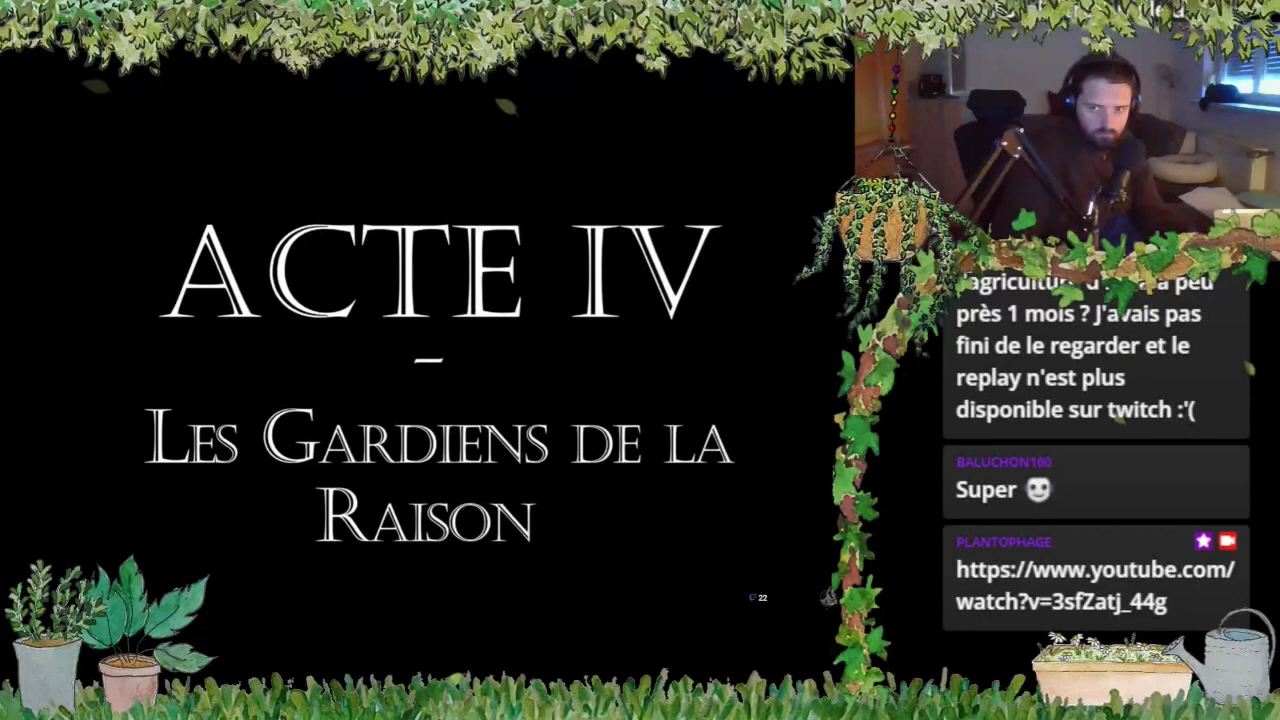 ACTE IV
–
LES GARDIENS DE LA
RAISON
22
près 1 mois ? J'avais pas
fini de le regarder et le
replay n'est plus
disponible sur twitch :'(
BALUCHON160
Super
PLANTOPHAGE
https://www.youtube.com/
watch?v=3sfZatj_44g